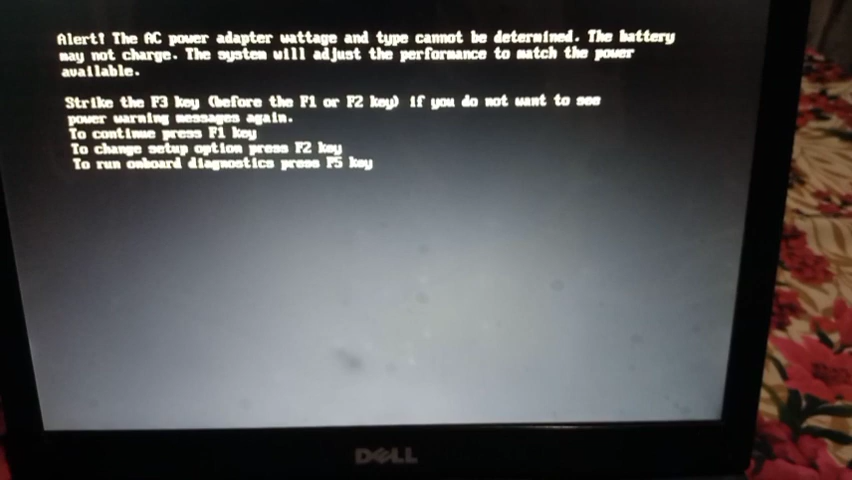 Alert! The AC power adapter wattage and type cannot be determined. The battery
may not charge. The system will adjust the performance to match the power
available.
Strike the F3 key (before the F1 or F2 key) if you do not want to see
power warning messages again.
To continue press F1 key
To change setup option press F2 key
To run onboard diagnostics press F5 key
DELL